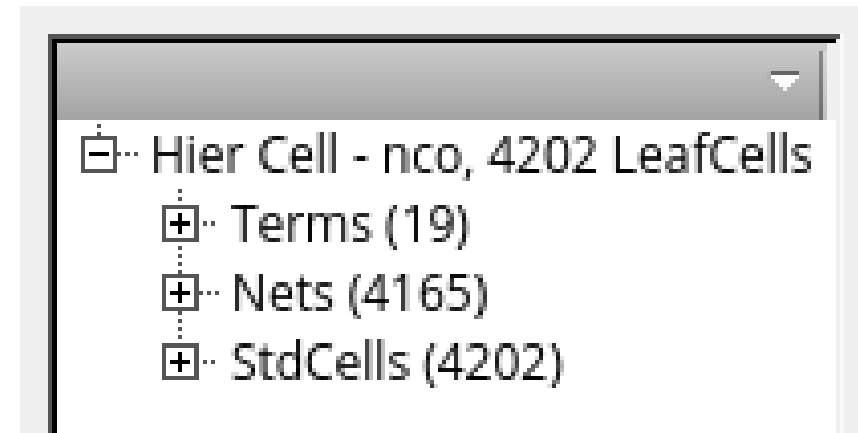 Hier Cell - nco, 4202 LeafCells
Terms (19)
Nets (4165)
StdCells (4202)